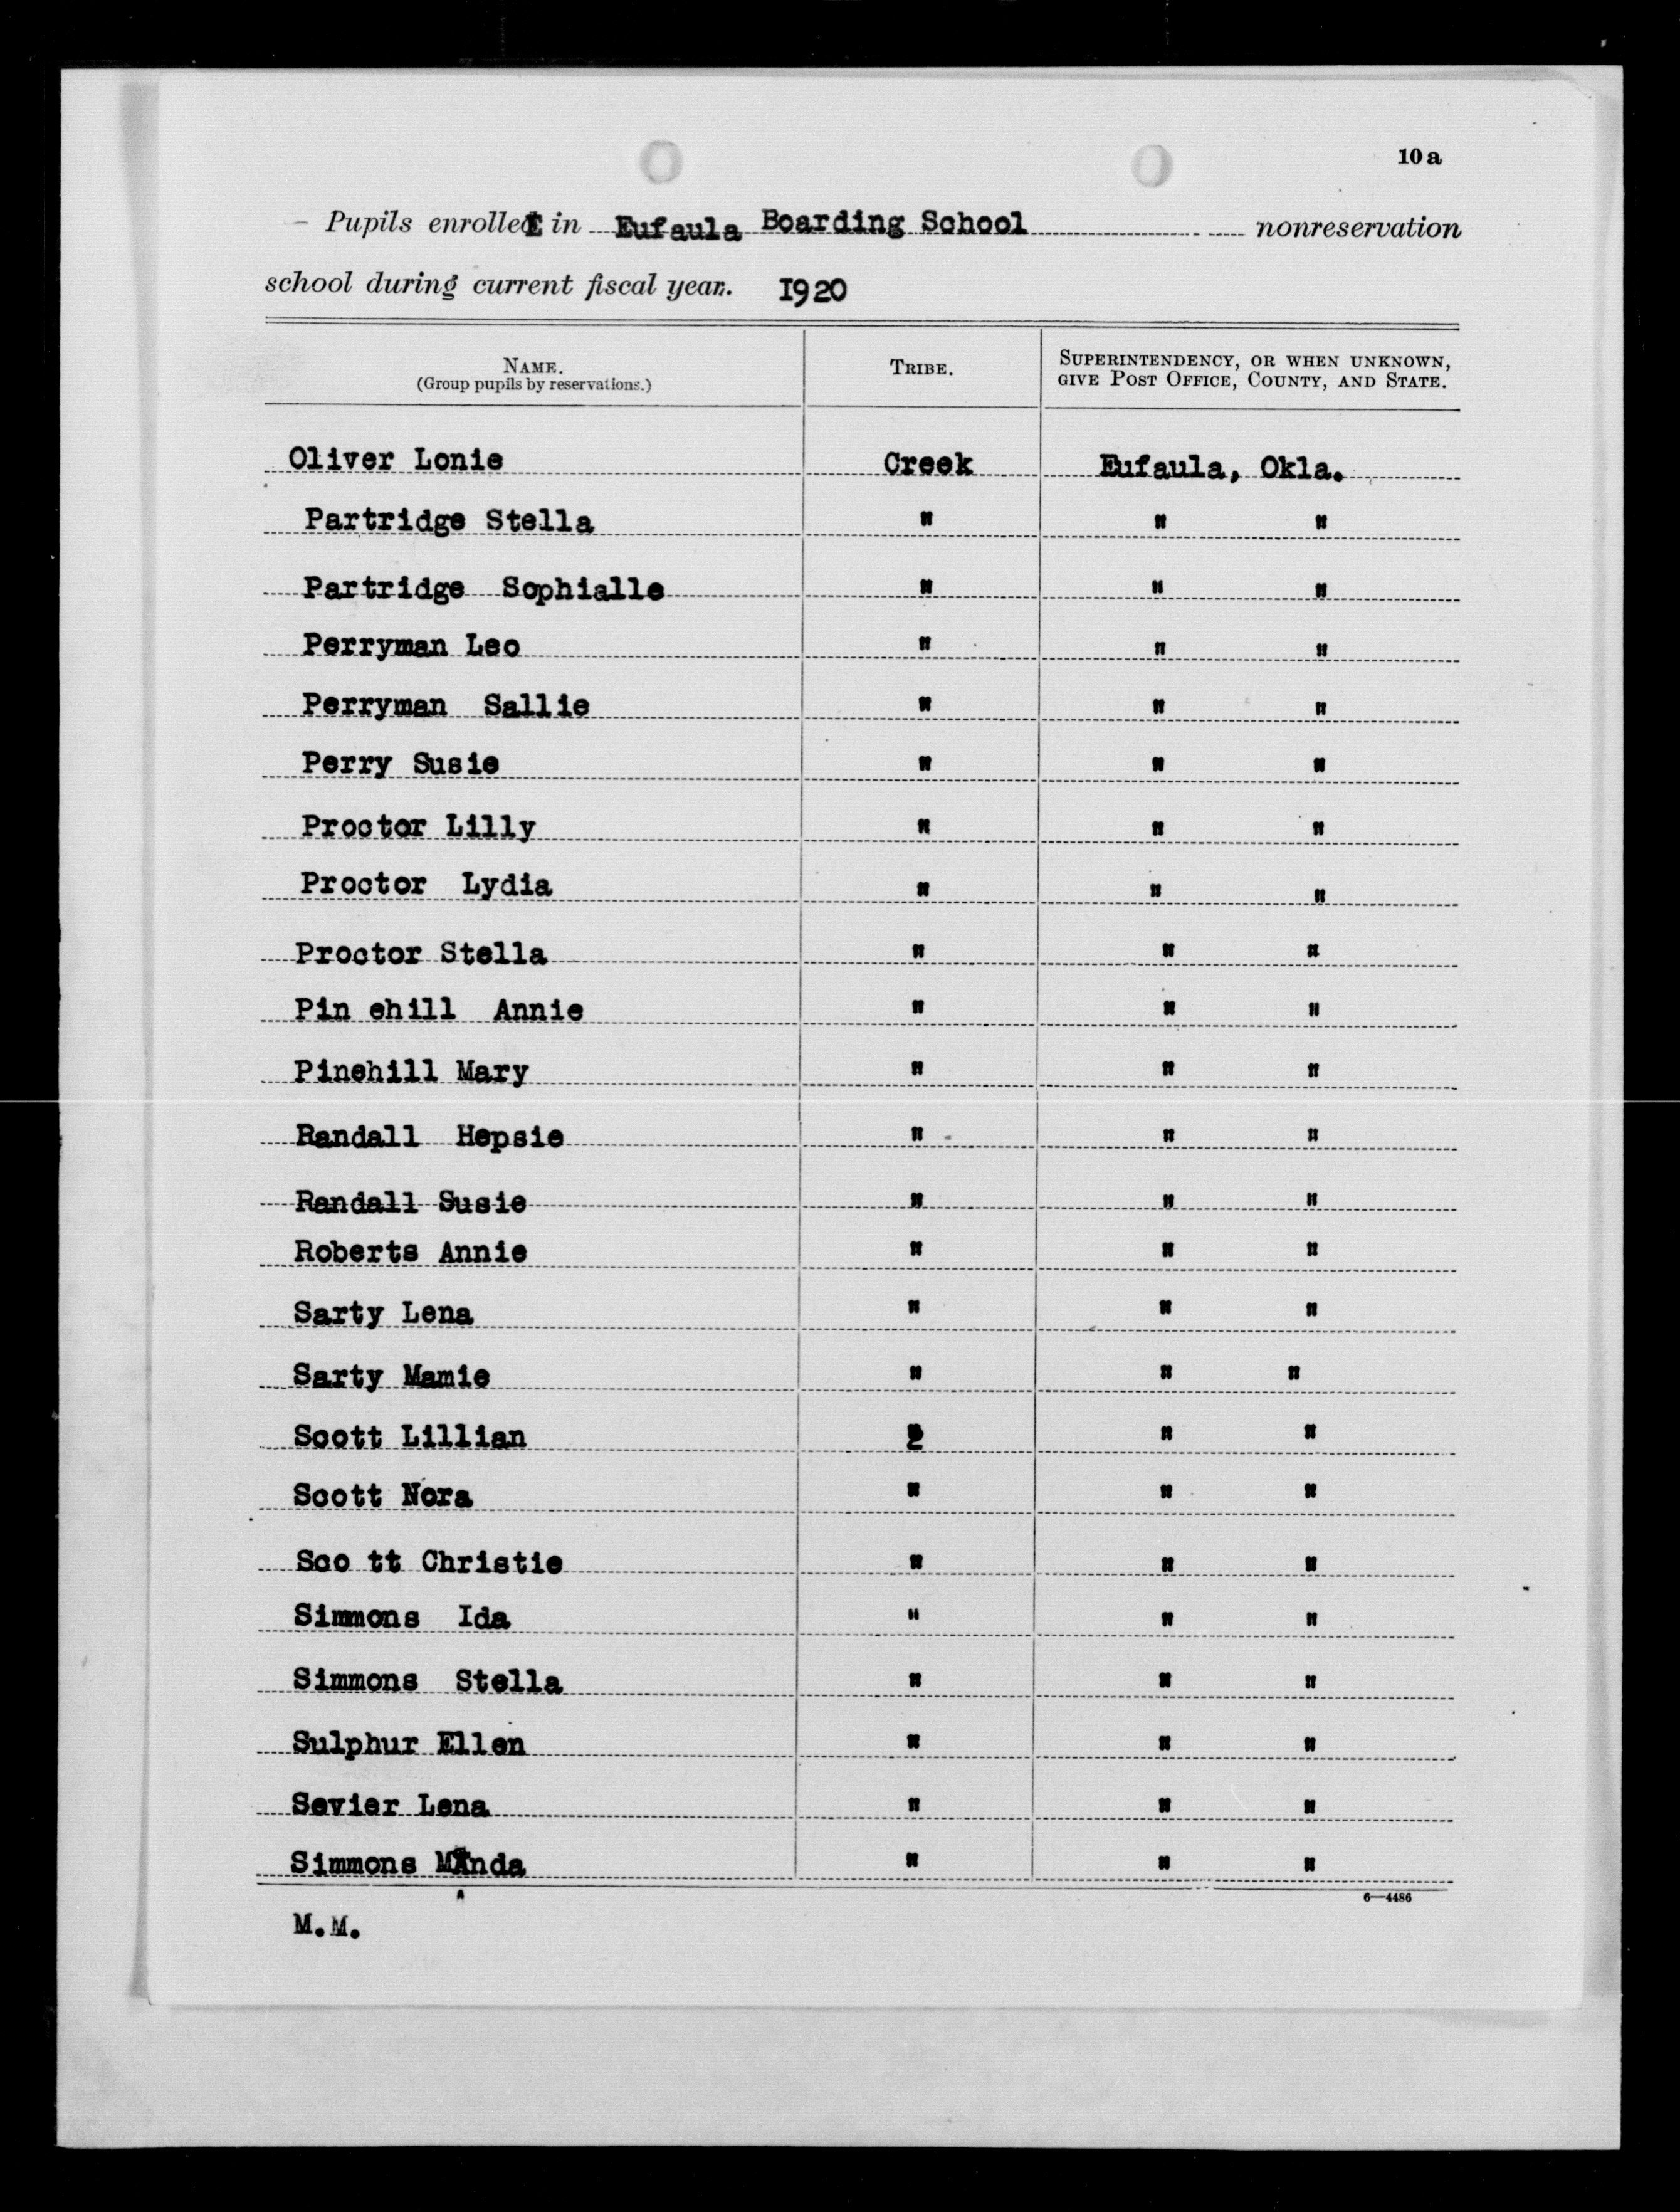 10 a
Pupils enrolled in Eufaula Boarding School nonreservation
school during current fiscal year. 1920
NAME. TRIBE. SUPERINTENDENCY, OR WHEN UNKNOWN,
(Group pupils by reservations.) GIVE POST OFFICE, COUNTY, AND STATE.
Oliver Lonie Creek Eufaula, Okla.
Partridge Stella " " "
Partridge Sophialle " " "
Perryman Leo " " "
Perryman Sallie " " "
Perry Susie " " "
Proctor Lilly " " "
Proctor Lydia " " "
Proctor Stella " " "
Pin ehill Annie " " "
Pinehill Mary " " "
Randall Hepsie " " "
Randall Susie " " "
Roberts Annie " " "
Sarty Lena " " "
Sarty Mamie " " "
Scott Lillian " " "
Scott Nora " " "
Sco tt Christie " " "
Simmons Ida " " "
Simmons Stella " " "
Sulphur Ellen " " "
Sevier Lena " " "
Simmons " " "
6—4486
M.M.